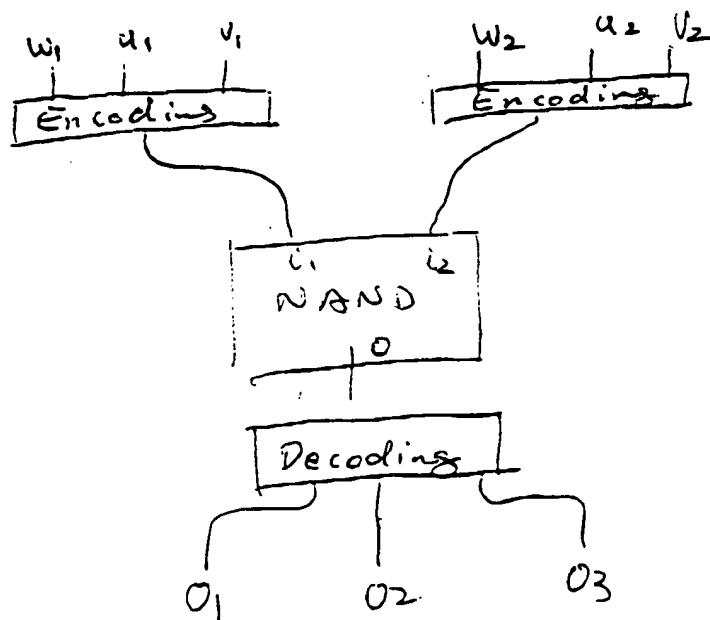 w₁ u₁ v₁
w₂ u₂ v₂
Encoding
Encoding
i₁ i₂
NAND
O
Decoding
O₁ O2 O3